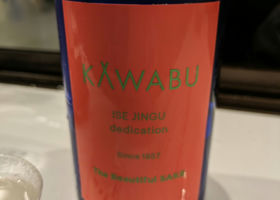 KAWABU
ISE JINGU
dedication
Since 1857
The Beautiful SAKE